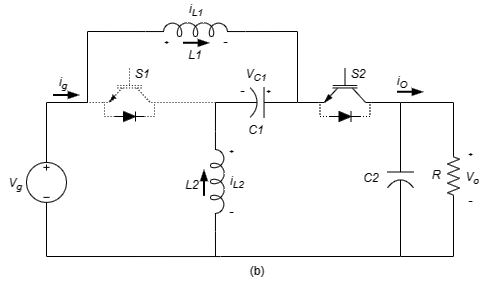 iL1
+ -
L1
ig
S1
VC1
- +
C1
S2
iO
Vg
+
-
L2
+
iL2
-
C2
R
+
Vo
-
(b)